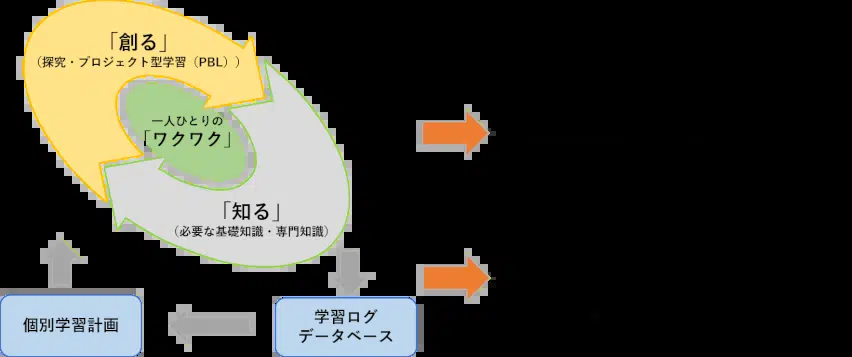 「創る」
（探究・プロジェクト型学習（PBL））
一人ひとりの
「ワクワク」
「知る」
（必要な基礎知識・専門知識）
個別学習計画
学習ログ
データベース